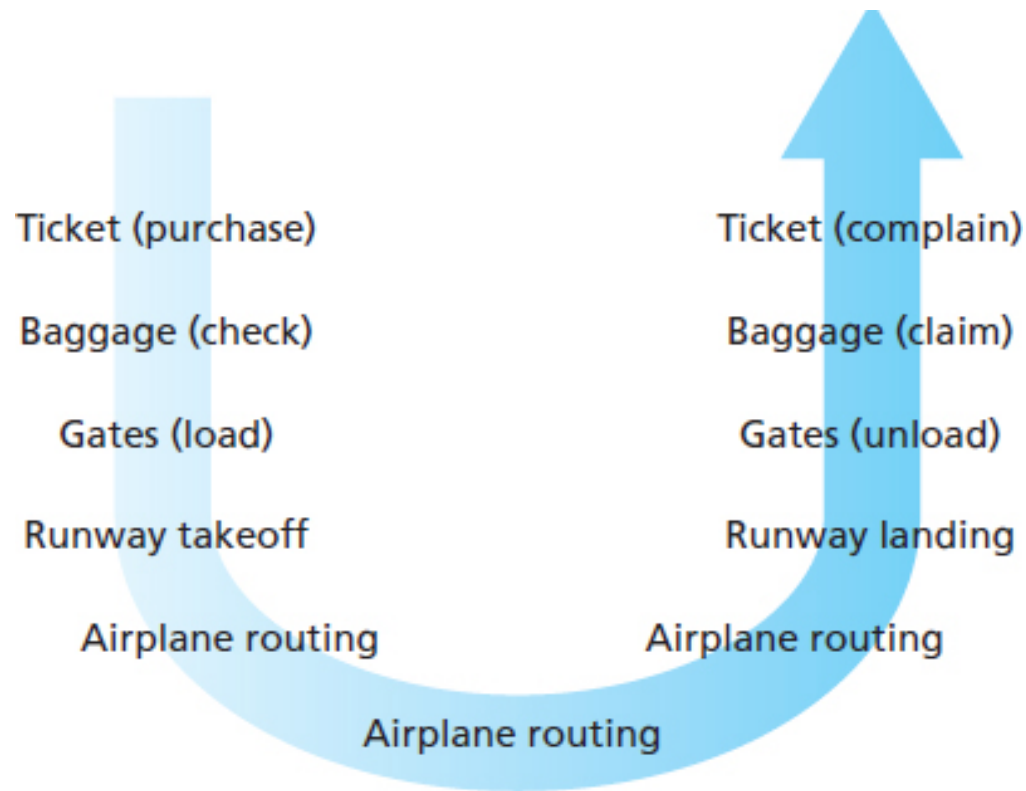 Ticket (purchase)
Baggage (check)
Gates (load)
Runway takeoff
Airplane routing
Airplane routing
Airplane routing
Runway landing
Gates (unload)
Baggage (claim)
Ticket (complain)